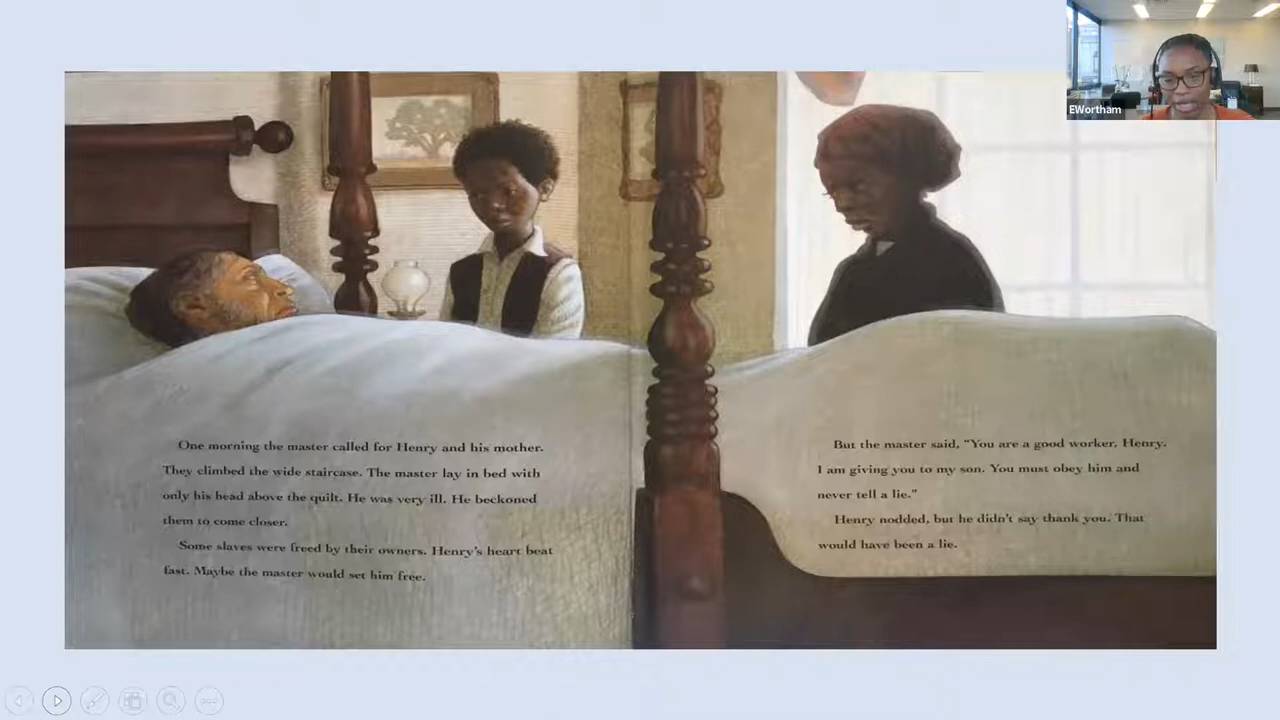 EWortham
One morning the master called for Henry and his mother.
They climbed the wide staircase. The master lay in bed with
only his head above the quilt. He was very ill. He beckoned
them to come closer.
Some slaves were freed by their owners. Henry's heart beat
fast. Maybe the master would set him free.
But the master said, "You are a good worker, Henry.
I am giving you to my son. You must obey him and
never tell a lie."
Henry nodded, but he didn't say thank you. That
would have been a lie.